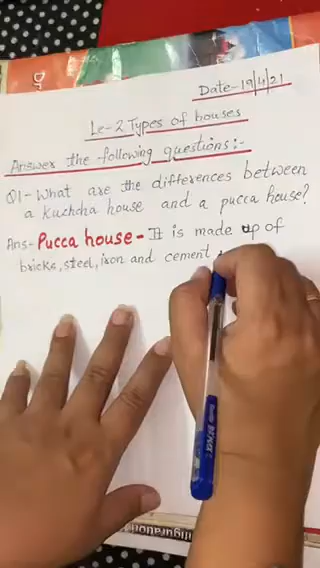 Date-19/4/21
Le-2 Types of houses
Answer the following questions:-
Q1- What are the differences between
a kuchcha house and a pucca house?
Ans- Pucca house - It is made up of
bricks, steel, iron and cement